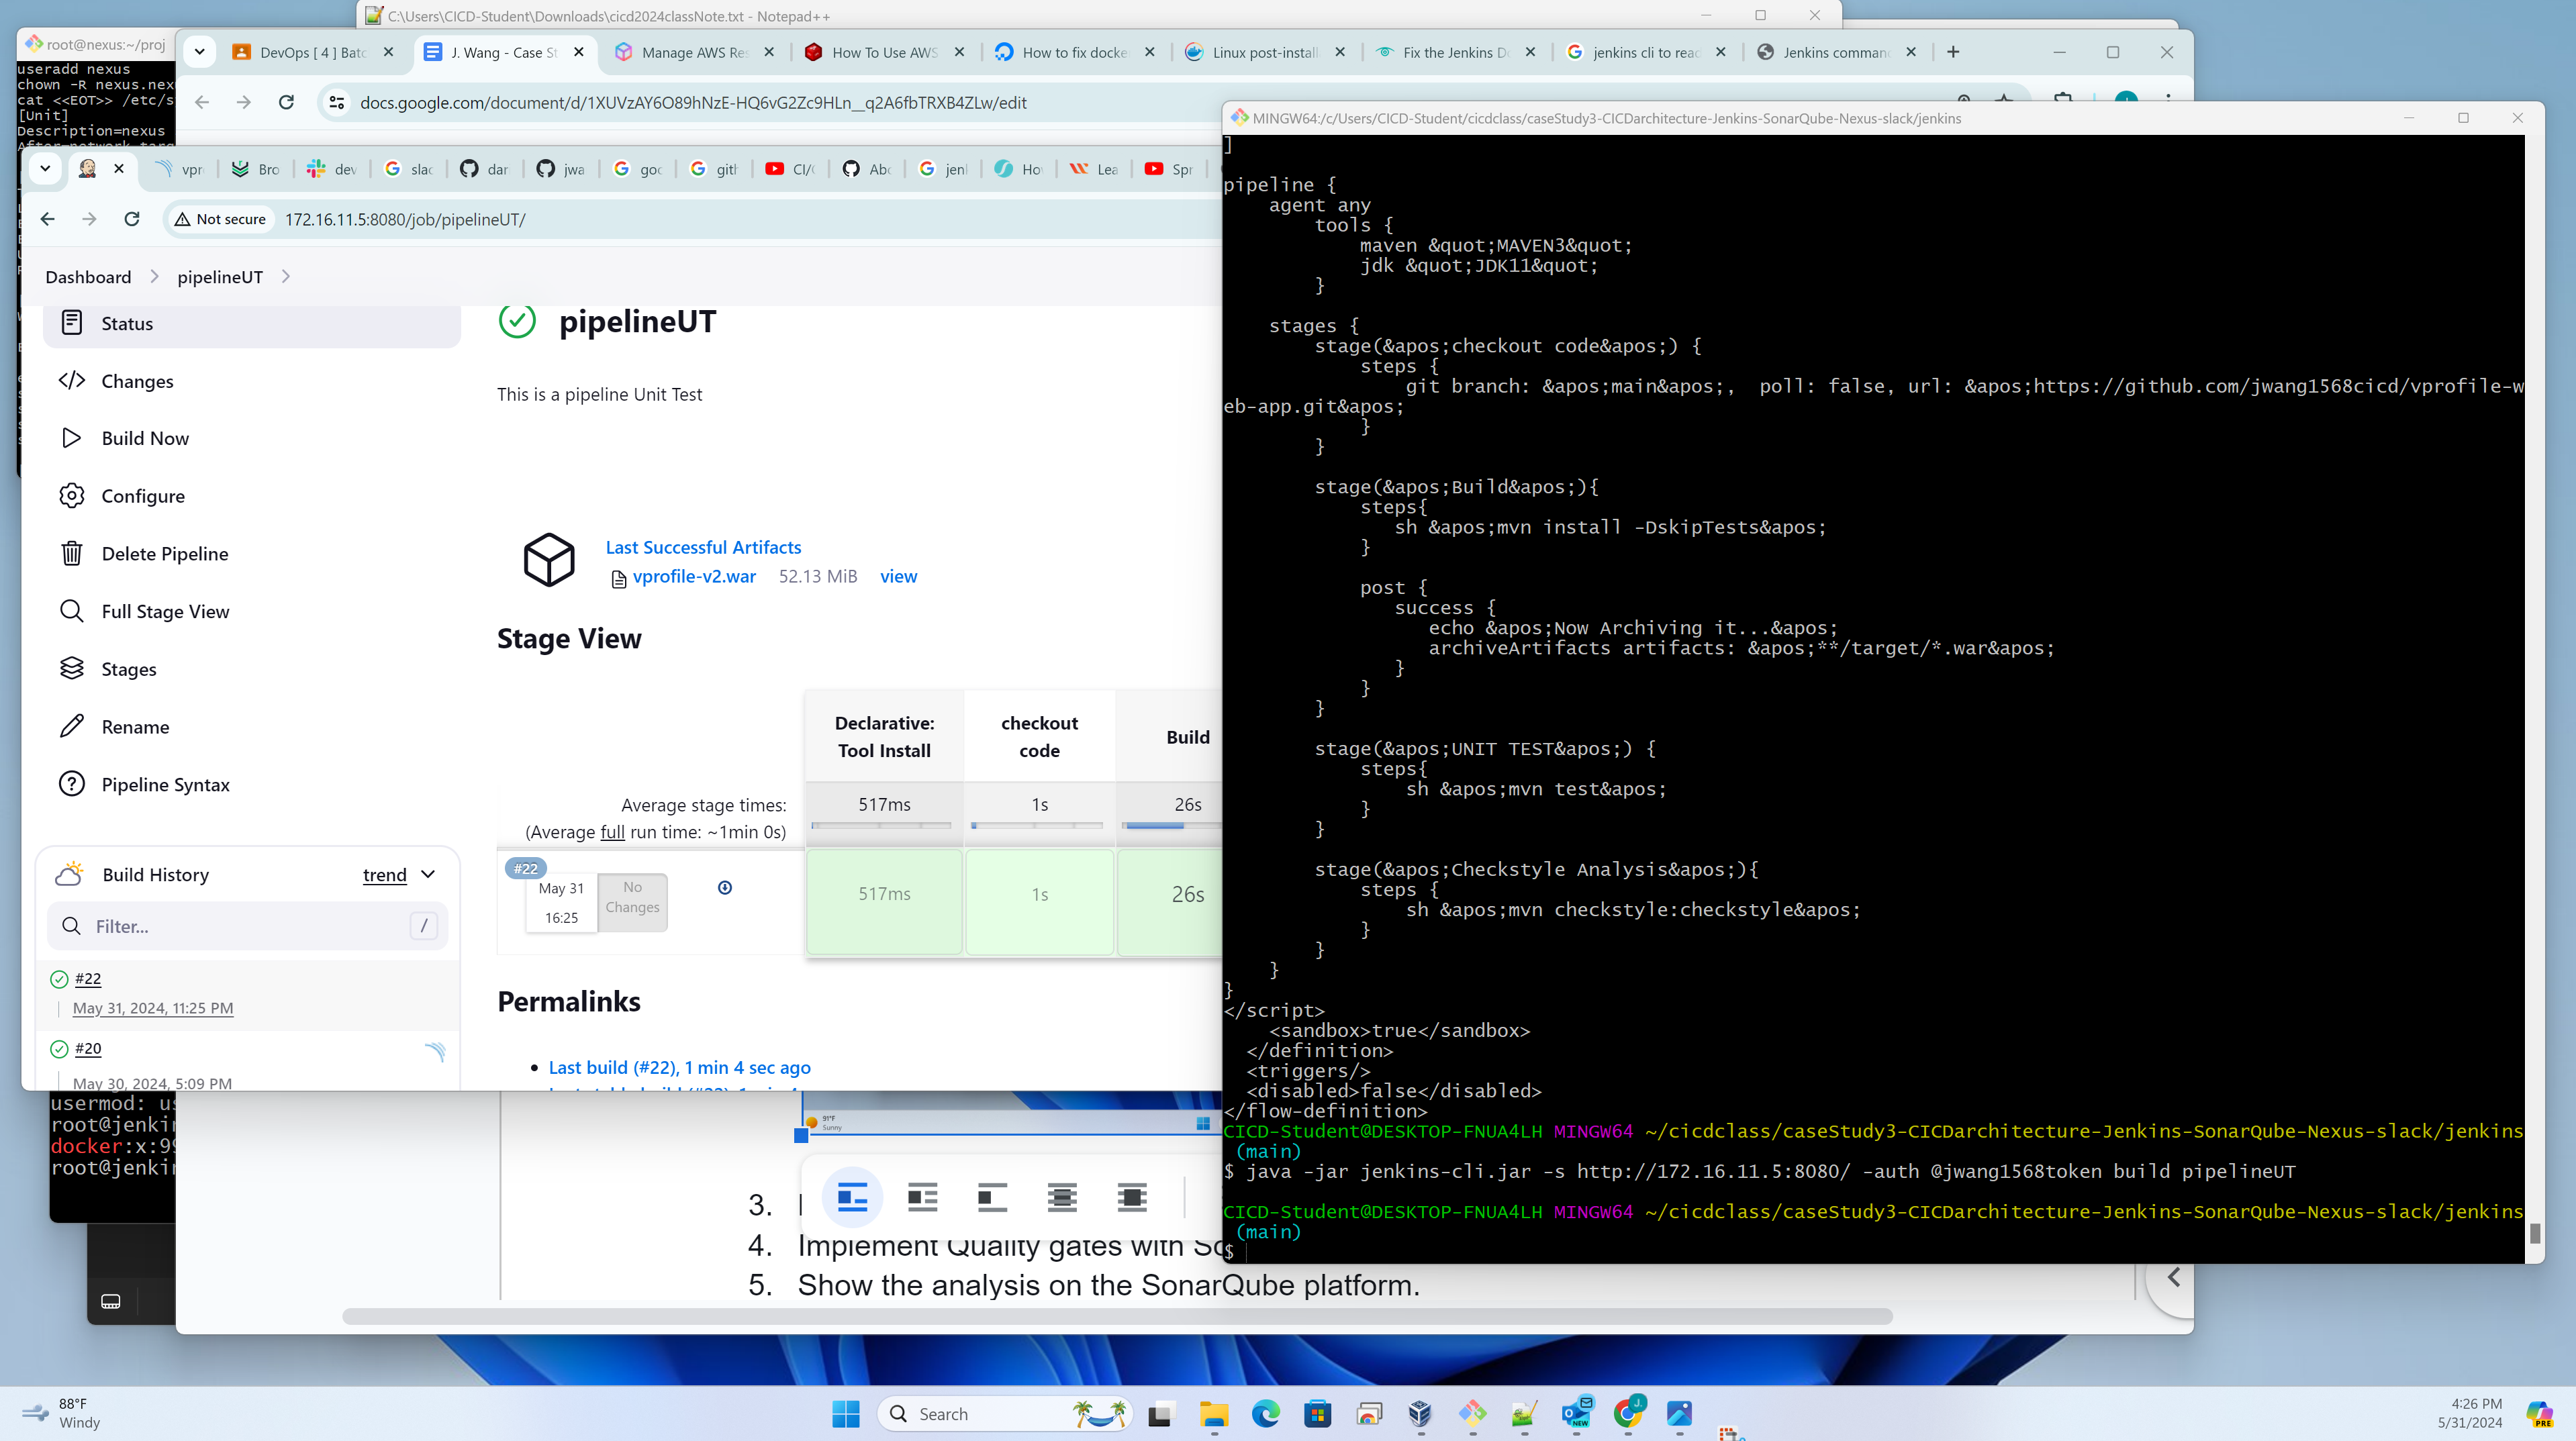 C:\Users\CICD-Student\Downloads\cicd2024classNote.txt - Notepad++
root@nexus:~/proj
useradd nexus
chown -R nexus.nex
cat <<EOT>> /etc/s
[Unit]
Description=nexus
DevOps [ 4 ] Batc
J. Wang - Case St
Manage AWS Res
How To Use AWS
How to fix docke
Linux post-install
Fix the Jenkins Do
jenkins cli to read
Jenkins comman
docs.google.com/document/d/1XUVzAY6O89hNzE-HQ6vG2Zc9HLn__q2A6fbTRXB4ZLw/edit
vpr
Bro
dev
slac
dar
jwa
goo
gith
CI/
Abo
jenl
Ho
Lea
Spr
Not secure
172.16.11.5:8080/job/pipelineUT/
Dashboard
pipelineUT
Status
Changes
Build Now
Configure
Delete Pipeline
Full Stage View
Stages
Rename
Pipeline Syntax
Build History
trend
Filter...
/
#22
May 31, 2024, 11:25 PM
#20
May 30, 2024, 5:09 PM
pipelineUT
This is a pipeline Unit Test
Last Successful Artifacts
vprofile-v2.war 52.13 MiB view
Stage View
Declarative: Tool Install
checkout code
Build
Average stage times:
(Average full run time: ~1min 0s)
517ms
1s
26s
#22
May 31
16:25
No Changes
517ms
1s
26s
Permalinks
Last build (#22), 1 min 4 sec ago
usermod: us
root@jenkin
docker:x:99
root@jenkin
91°F
Sunny
3.
4. Implement Quality gates with So
5. Show the analysis on the SonarQube platform.
MINGW64:/c/Users/CICD-Student/cicdclass/caseStudy3-CICDarchitecture-Jenkins-SonarQube-Nexus-slack/jenkins
]
pipeline {
    agent any
        tools {
            maven &quot;MAVEN3&quot;
            jdk &quot;JDK11&quot;
        }
    stages {
        stage(&apos;checkout code&apos;) {
            steps {
                git branch: &apos;main&apos;,  poll: false, url: &apos;https://github.com/jwang1568cicd/vprofile-w
eb-app.git&apos;
            }
        }
        stage(&apos;Build&apos;){
            steps{
               sh &apos;mvn install -DskipTests&apos;
            }
            post {
               success {
                  echo &apos;Now Archiving it...&apos;
                  archiveArtifacts artifacts: &apos;**/target/*.war&apos;
               }
            }
        }
        stage(&apos;UNIT TEST&apos;) {
            steps{
                sh &apos;mvn test&apos;
            }
        }
        stage(&apos;Checkstyle Analysis&apos;){
            steps {
                sh &apos;mvn checkstyle:checkstyle&apos;
            }
        }
    }
}
</script>
    <sandbox>true</sandbox>
  </definition>
  <triggers/>
  <disabled>false</disabled>
</flow-definition>
CICD-Student@DESKTOP-FNUA4LH MINGW64 ~/cicdclass/caseStudy3-CICDarchitecture-Jenkins-SonarQube-Nexus-slack/jenkins
 (main)
$ java -jar jenkins-cli.jar -s http://172.16.11.5:8080/ -auth @jwang1568token build pipelineUT
CICD-Student@DESKTOP-FNUA4LH MINGW64 ~/cicdclass/caseStudy3-CICDarchitecture-Jenkins-SonarQube-Nexus-slack/jenkins
 (main)
$
88°F
Windy
Search
NEW
J.
4:26 PM
5/31/2024
PRE